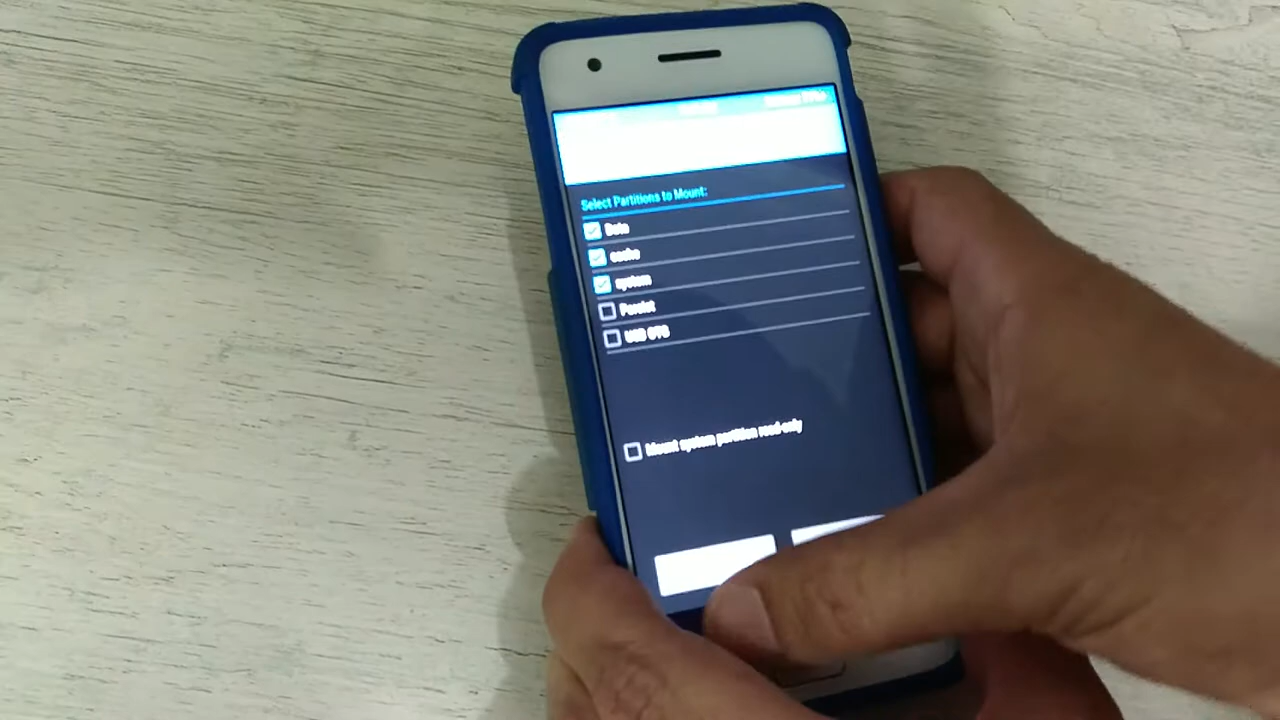 Select Partitions to Mount:
Data
cache
system
Persist
USB OTG
Mount system partition read-only